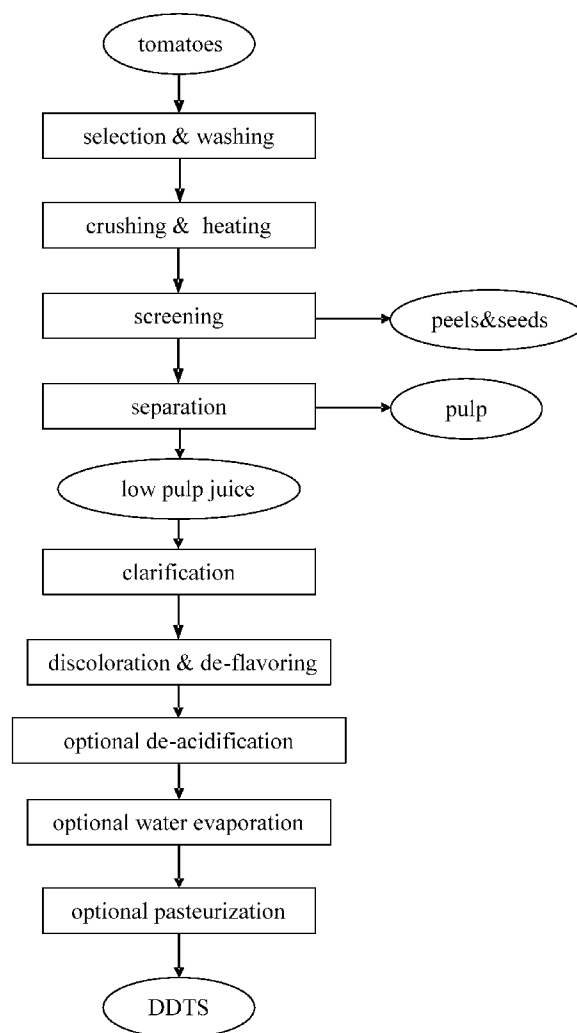 tomatoes
selection & washing
crushing & heating
screening
peels&seeds
separation
pulp
low pulp juice
clarification
discoloration & de-flavoring
optional de-acidification
optional water evaporation
optional pasteurization
DDTS